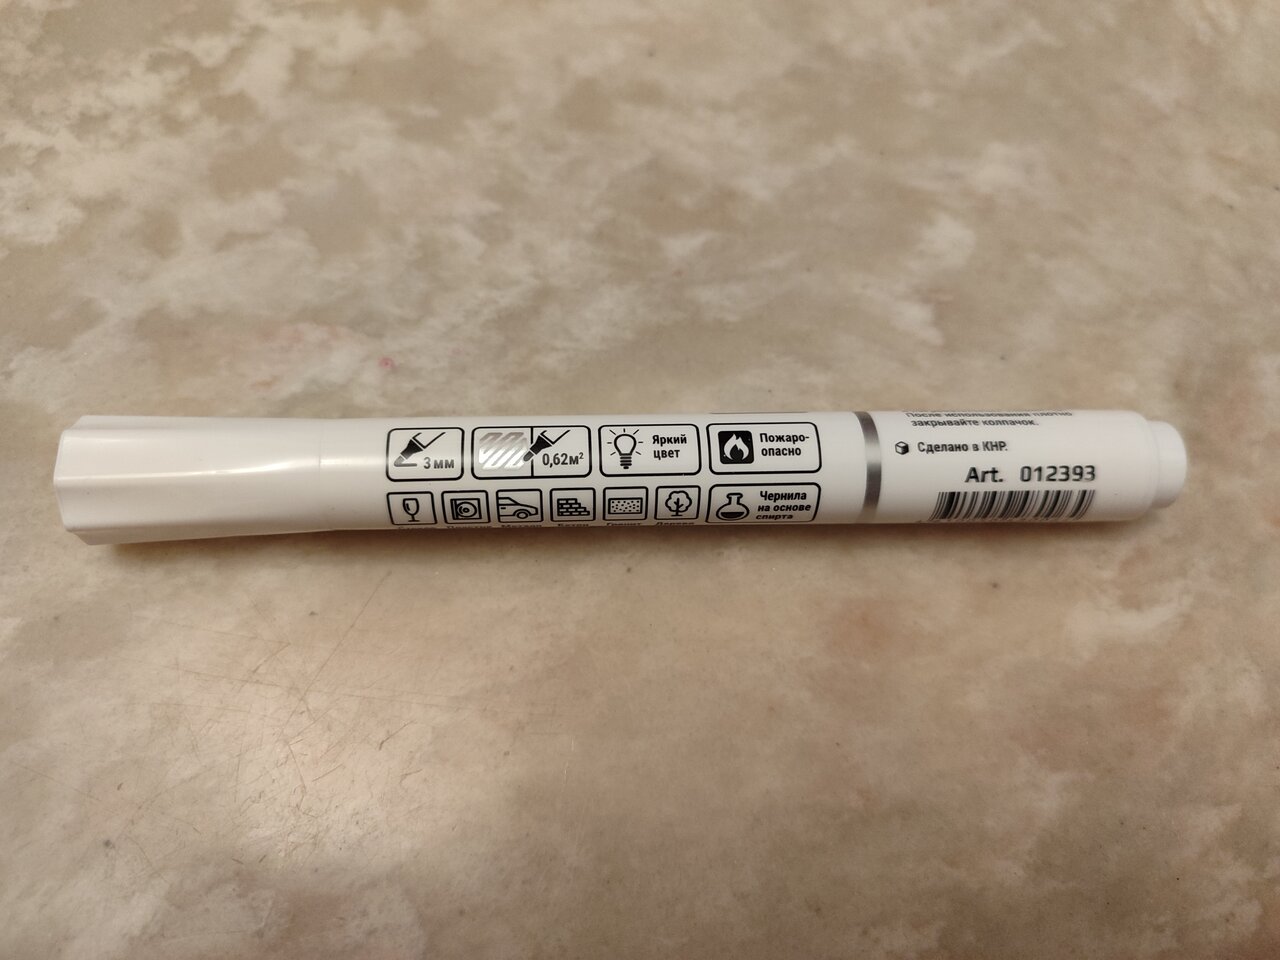 3 мм
0,62м²
Яркий
цвет
Пожаро-
опасно
Чернила
на основе
спирта
После использования плотно
закрывайте колпачок.
Сделано в КНР.
Art. 012393